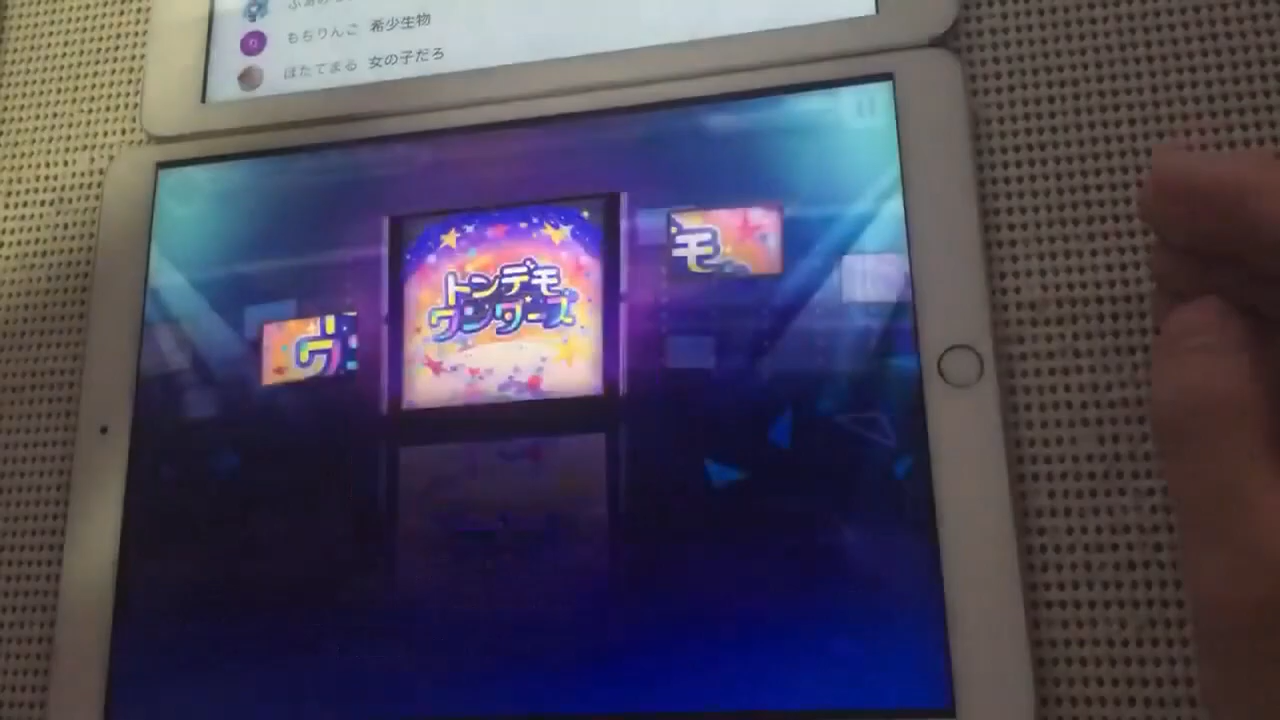 もちりんご 希少生物
ほたてまる 女の子だろ
トンデモ
ワンダーズ
モ
ワ